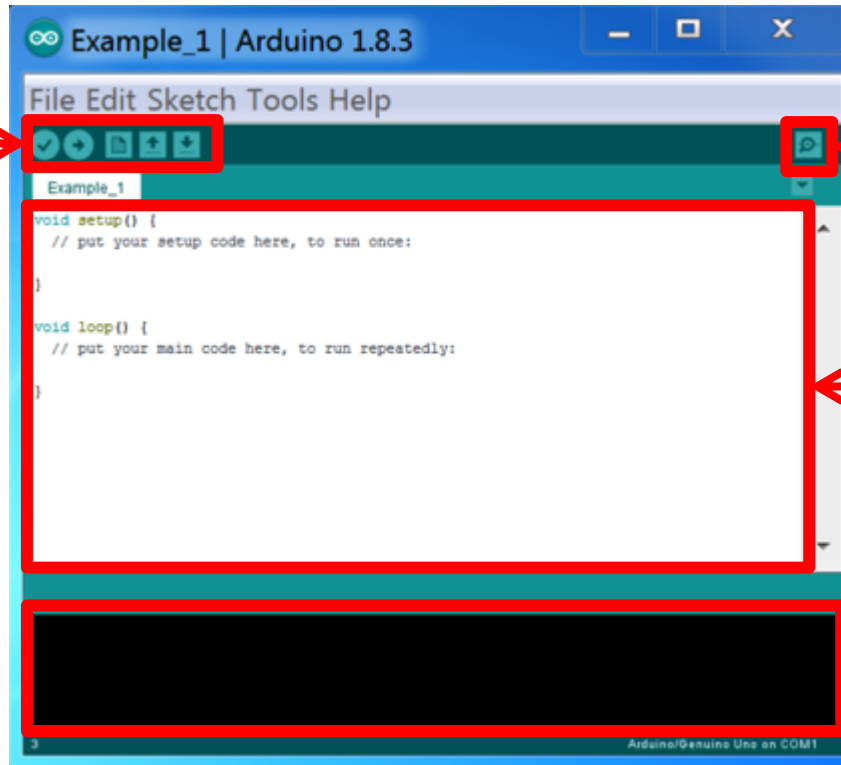 Example_1 | Arduino 1.8.3
File Edit Sketch Tools Help
Example_1
void setup() {
// put your setup code here, to run once:
}
void loop() {
// put your main code here, to run repeatedly:
}
3
Arduino/Genuino Uno on COM1